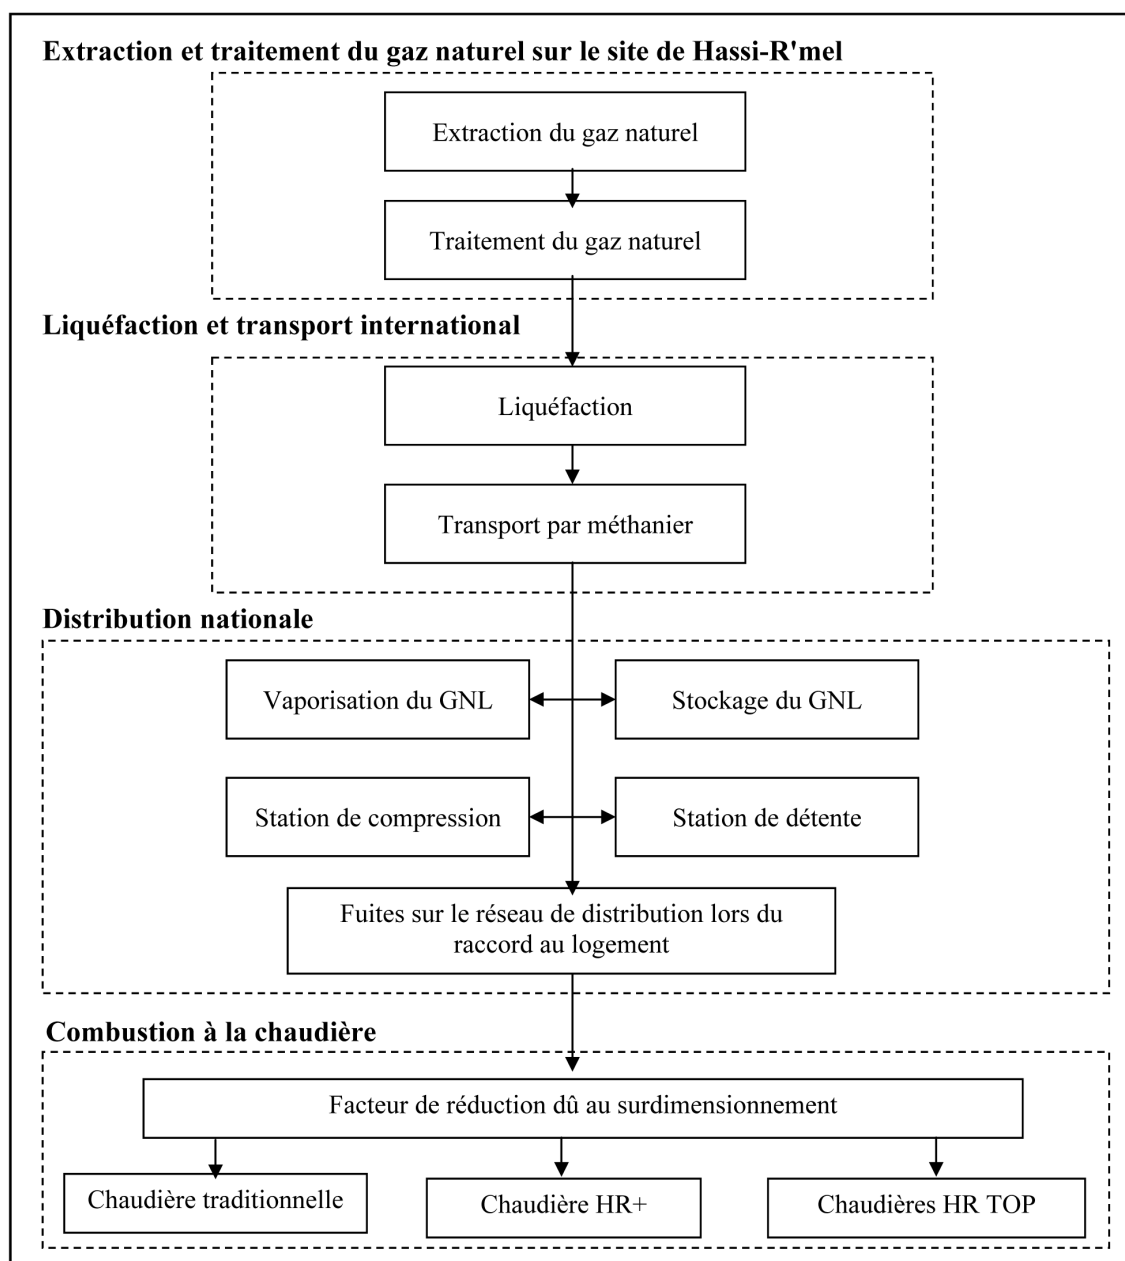 Extraction et traitement du gaz naturel sur le site de Hassi-R'mel
Extraction du gaz naturel
Traitement du gaz naturel
Liquéfaction et transport international
Liquéfaction
Transport par méthanier
Distribution nationale
Vaporisation du GNL
Stockage du GNL
Station de compression
Station de détente
Fuites sur le réseau de distribution lors du
raccord au logement
Combustion à la chaudière
Facteur de réduction dû au surdimensionnement
Chaudière traditionnelle
Chaudière HR+
Chaudières HR TOP